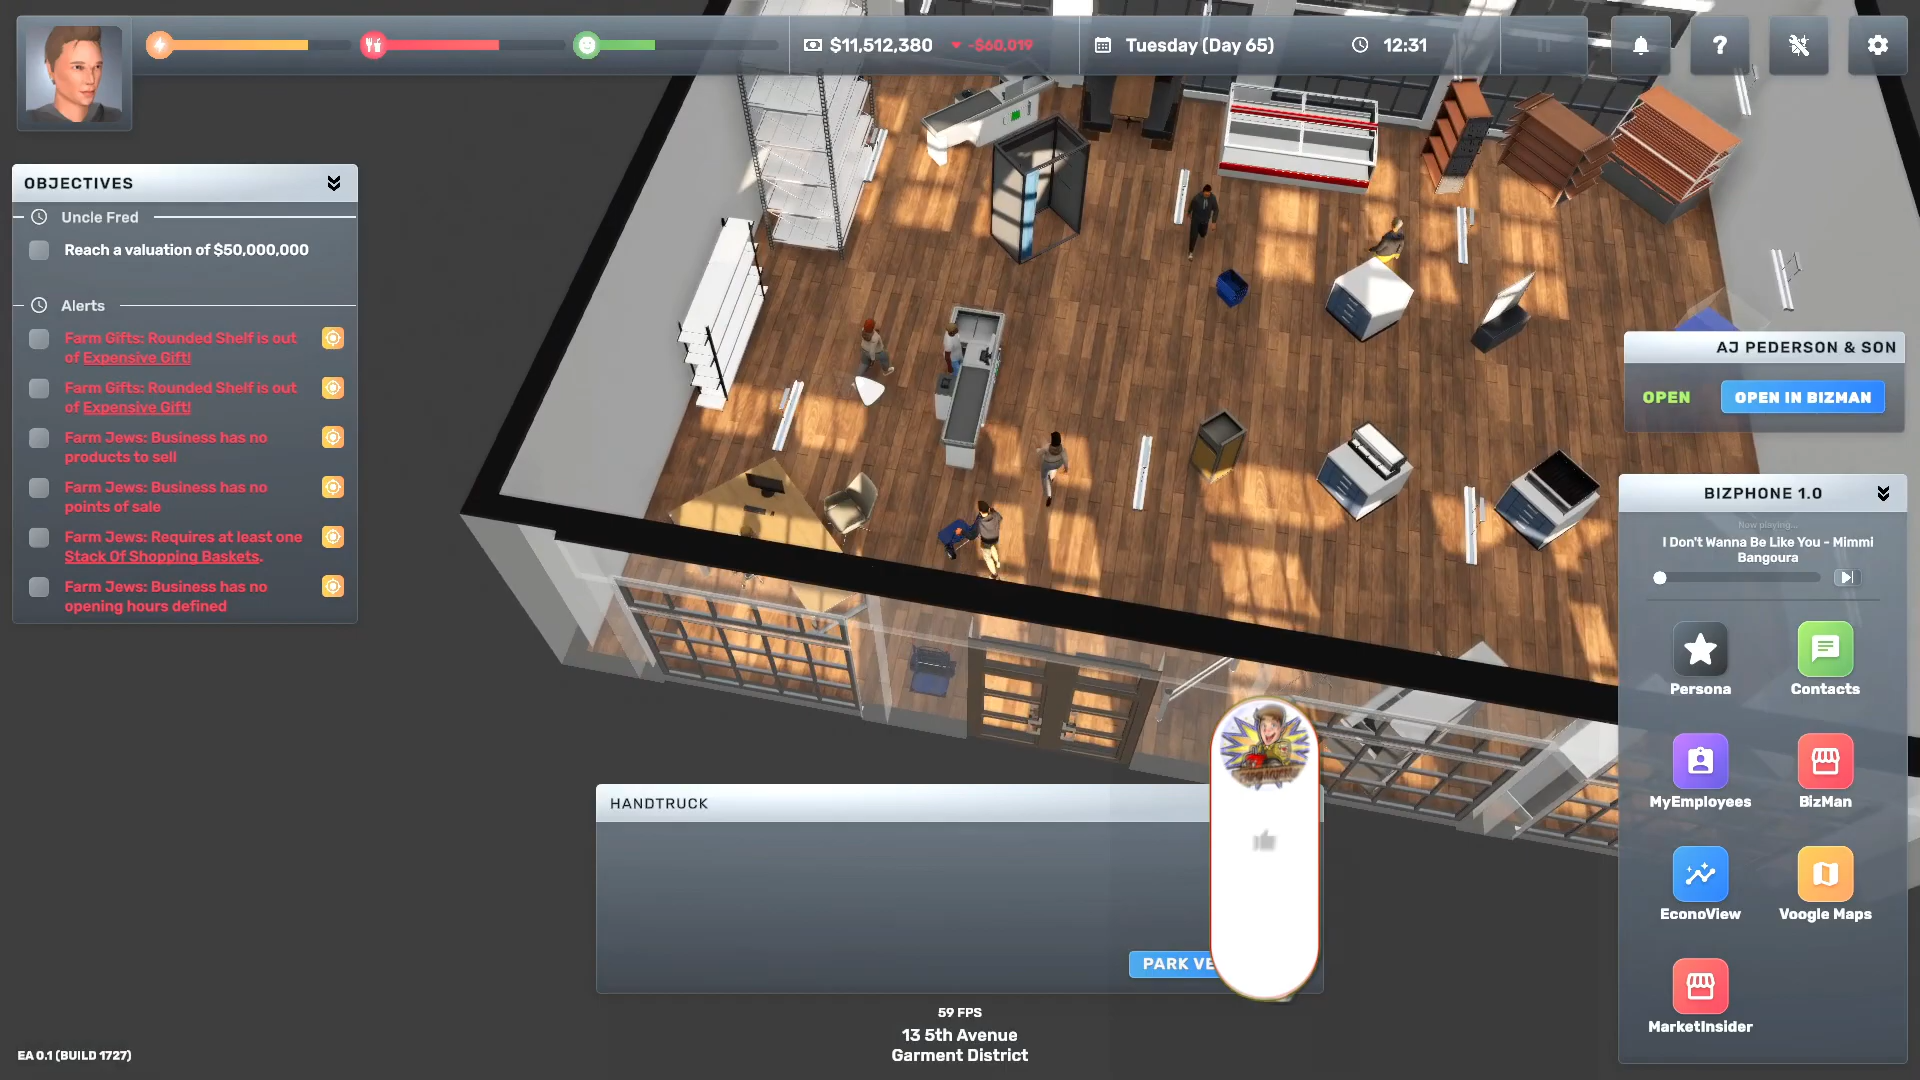 $11,512,380
-$60,019
Tuesday (Day 65)
12:31
?
OBJECTIVES
Uncle Fred
Reach a valuation of $50,000,000
Alerts
Farm Gifts: Rounded Shelf is out
of Expensive Gift!
Farm Gifts: Rounded Shelf is out
of Expensive Gift!
Farm Jews: Business has no
products to sell
Farm Jews: Business has no
points of sale
Farm Jews: Requires at least one
Stack Of Shopping Baskets.
Farm Jews: Business has no
opening hours defined
AJ PEDERSON & SON
OPEN
OPEN IN BIZMAN
BIZPHONE 1.0
Now playing...
I Don't Wanna Be Like You - Mimmi
Bangoura
Persona
Contacts
MyEmployees
BizMan
EconoView
Voogle Maps
MarketInsider
HANDTRUCK
PARK VE
59 FPS
13 5th Avenue
Garment District
EA 0.1 (BUILD 1727)